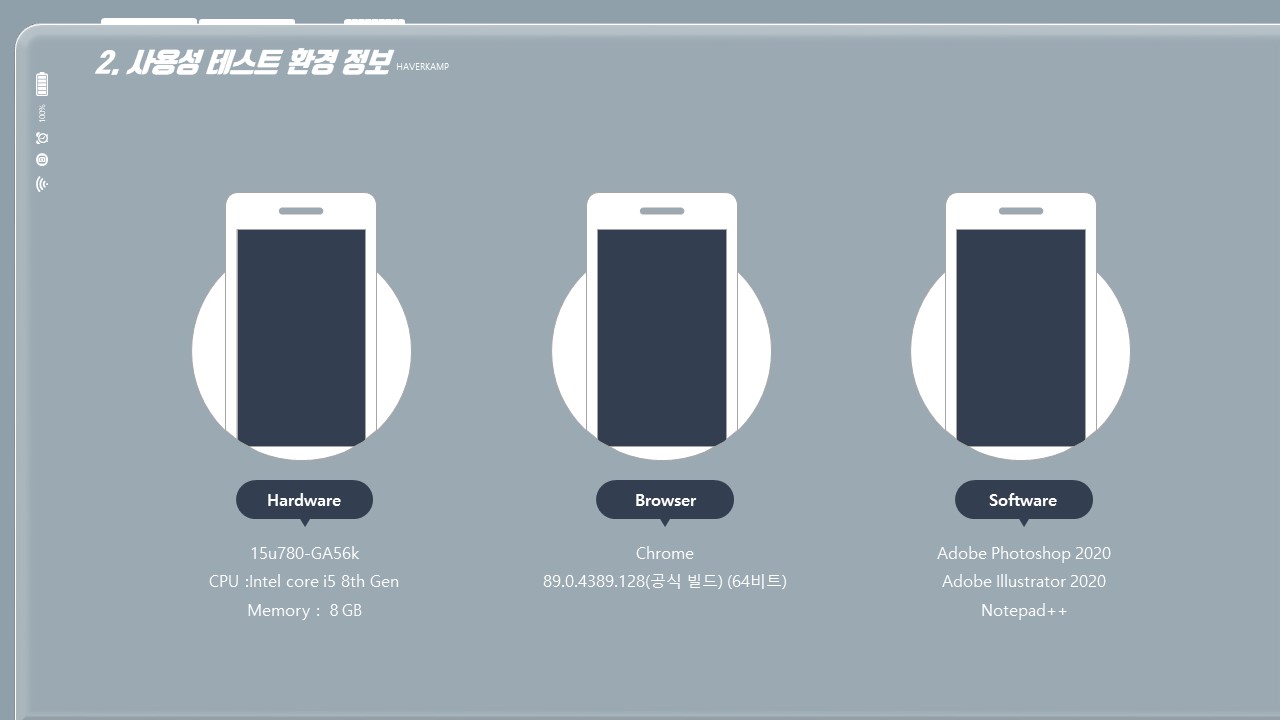 2. 사용성 테스트 환경 정보 HAVERKAMP
100%
Hardware
15u780-GA56k
CPU :Intel core i5 8th Gen
Memory : 8 GB
Browser
Chrome
89.0.4389.128(공식 빌드) (64비트)
Software
Adobe Photoshop 2020
Adobe Illustrator 2020
Notepad++